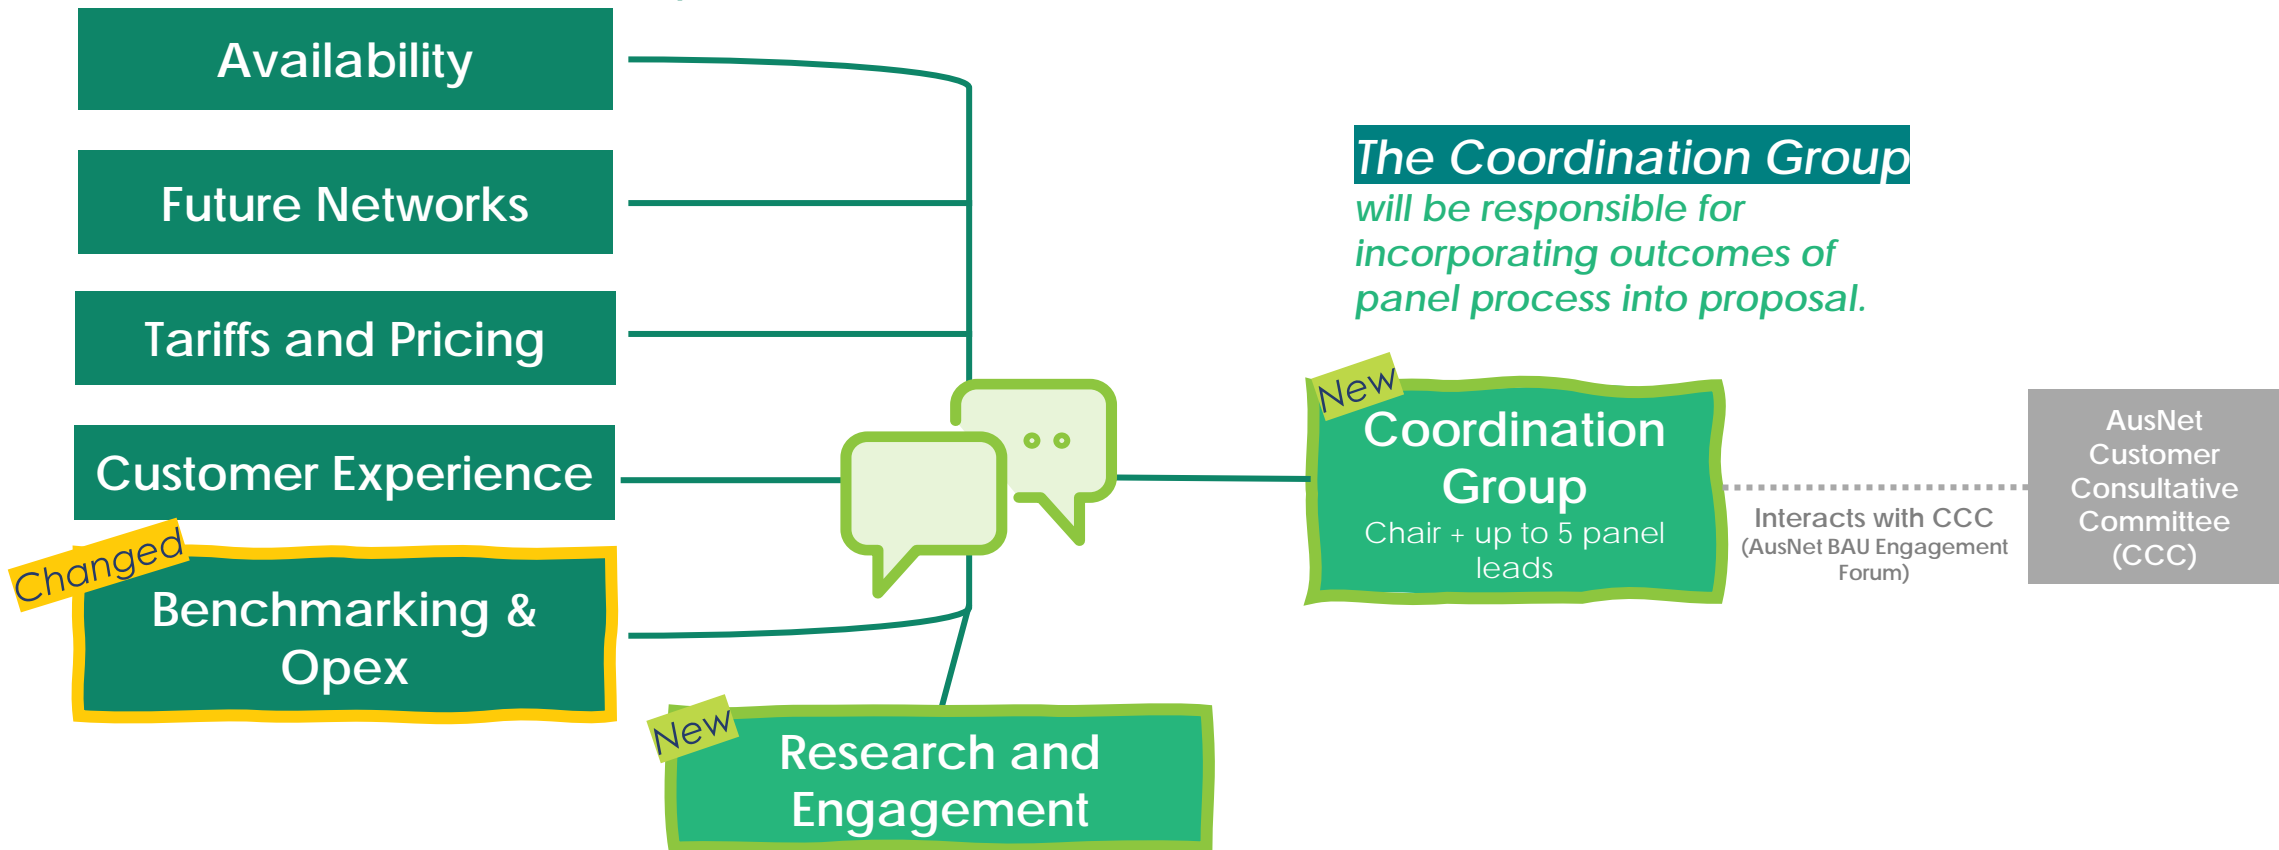 Availability
Future Networks
Tariffs and Pricing
Customer Experience
Changed
Benchmarking &
Opex
New
Research and
Engagement
The Coordination Group
will be responsible for
incorporating outcomes of
panel process into proposal.
New
Coordination
Group
Chair + up to 5 panel
leads
Interacts with CCC
(AusNet BAU Engagement
Forum)
AusNet
Customer
Consultative
Committee
(CCC)